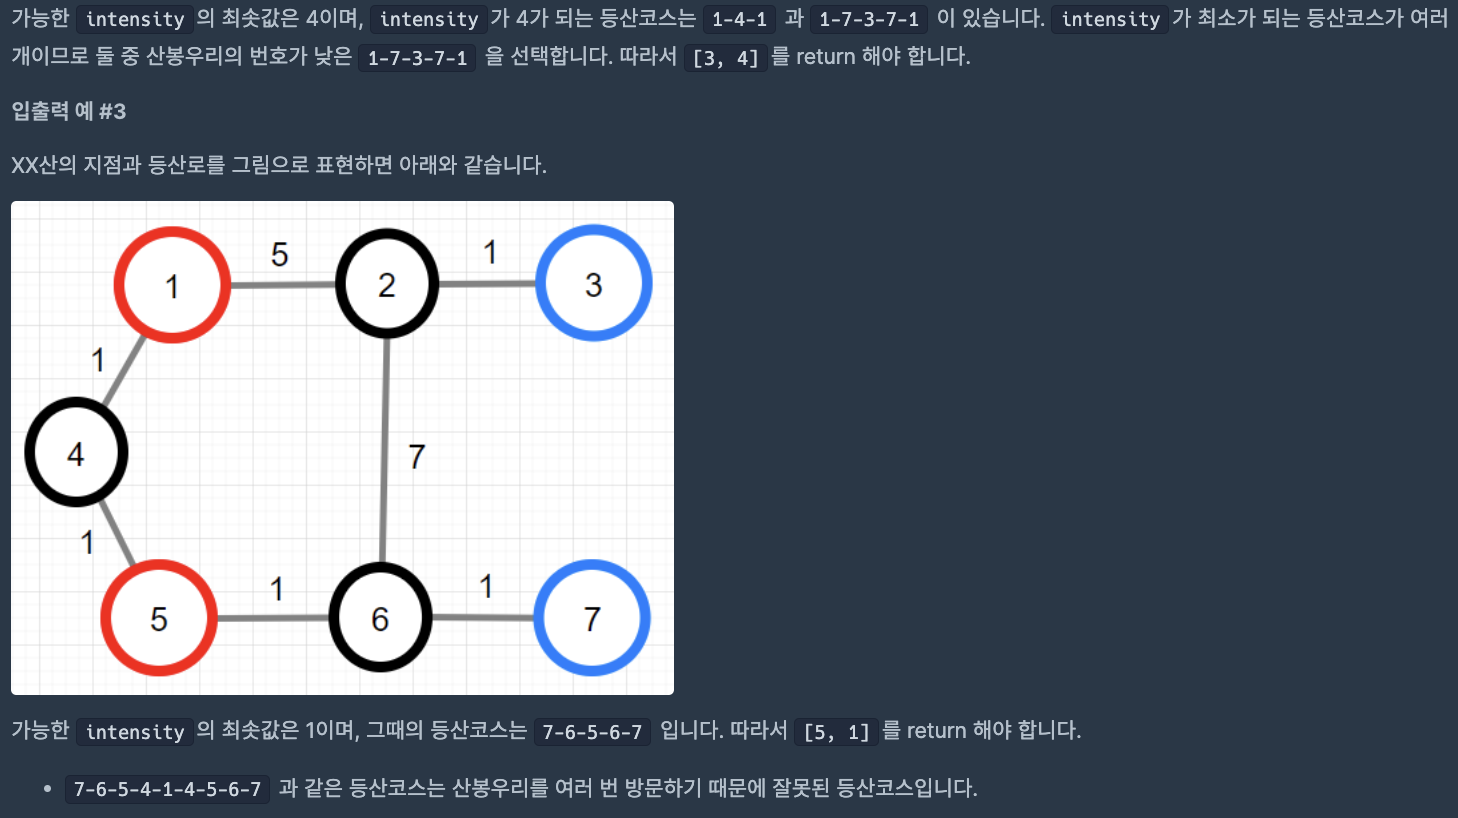 가능한 intensity 의 최솟값은 4이며, intensity 가 4가 되는 등산코스는 1-4-1 과 1-7-3-7-1 이 있습니다. intensity 가 최소가 되는 등산코스가 여러
개이므로 둘 중 산봉우리의 번호가 낮은 1-7-3-7-1 을 선택합니다. 따라서 [3, 4] 를 return 해야 합니다.
입출력 예 #3
XX산의 지점과 등산로를 그림으로 표현하면 아래와 같습니다.
1 5 2 1 3
1
4
7
1
5 1 6 1 7
가능한 intensity 의 최솟값은 1이며, 그때의 등산코스는 7-6-5-6-7 입니다. 따라서 [5, 1] 를 return 해야 합니다.
• 7-6-5-4-1-4-5-6-7 과 같은 등산코스는 산봉우리를 여러 번 방문하기 때문에 잘못된 등산코스입니다.